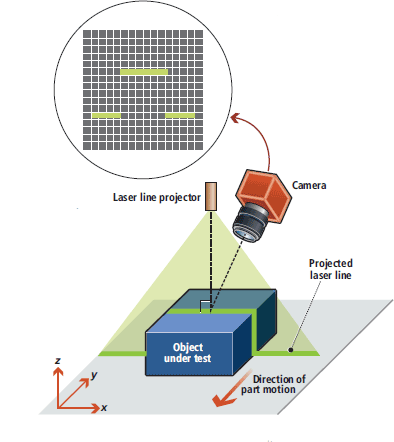 Camera
Laser line projector
Projected
laser line
Object
under test
z
y
x
Direction of
part motion